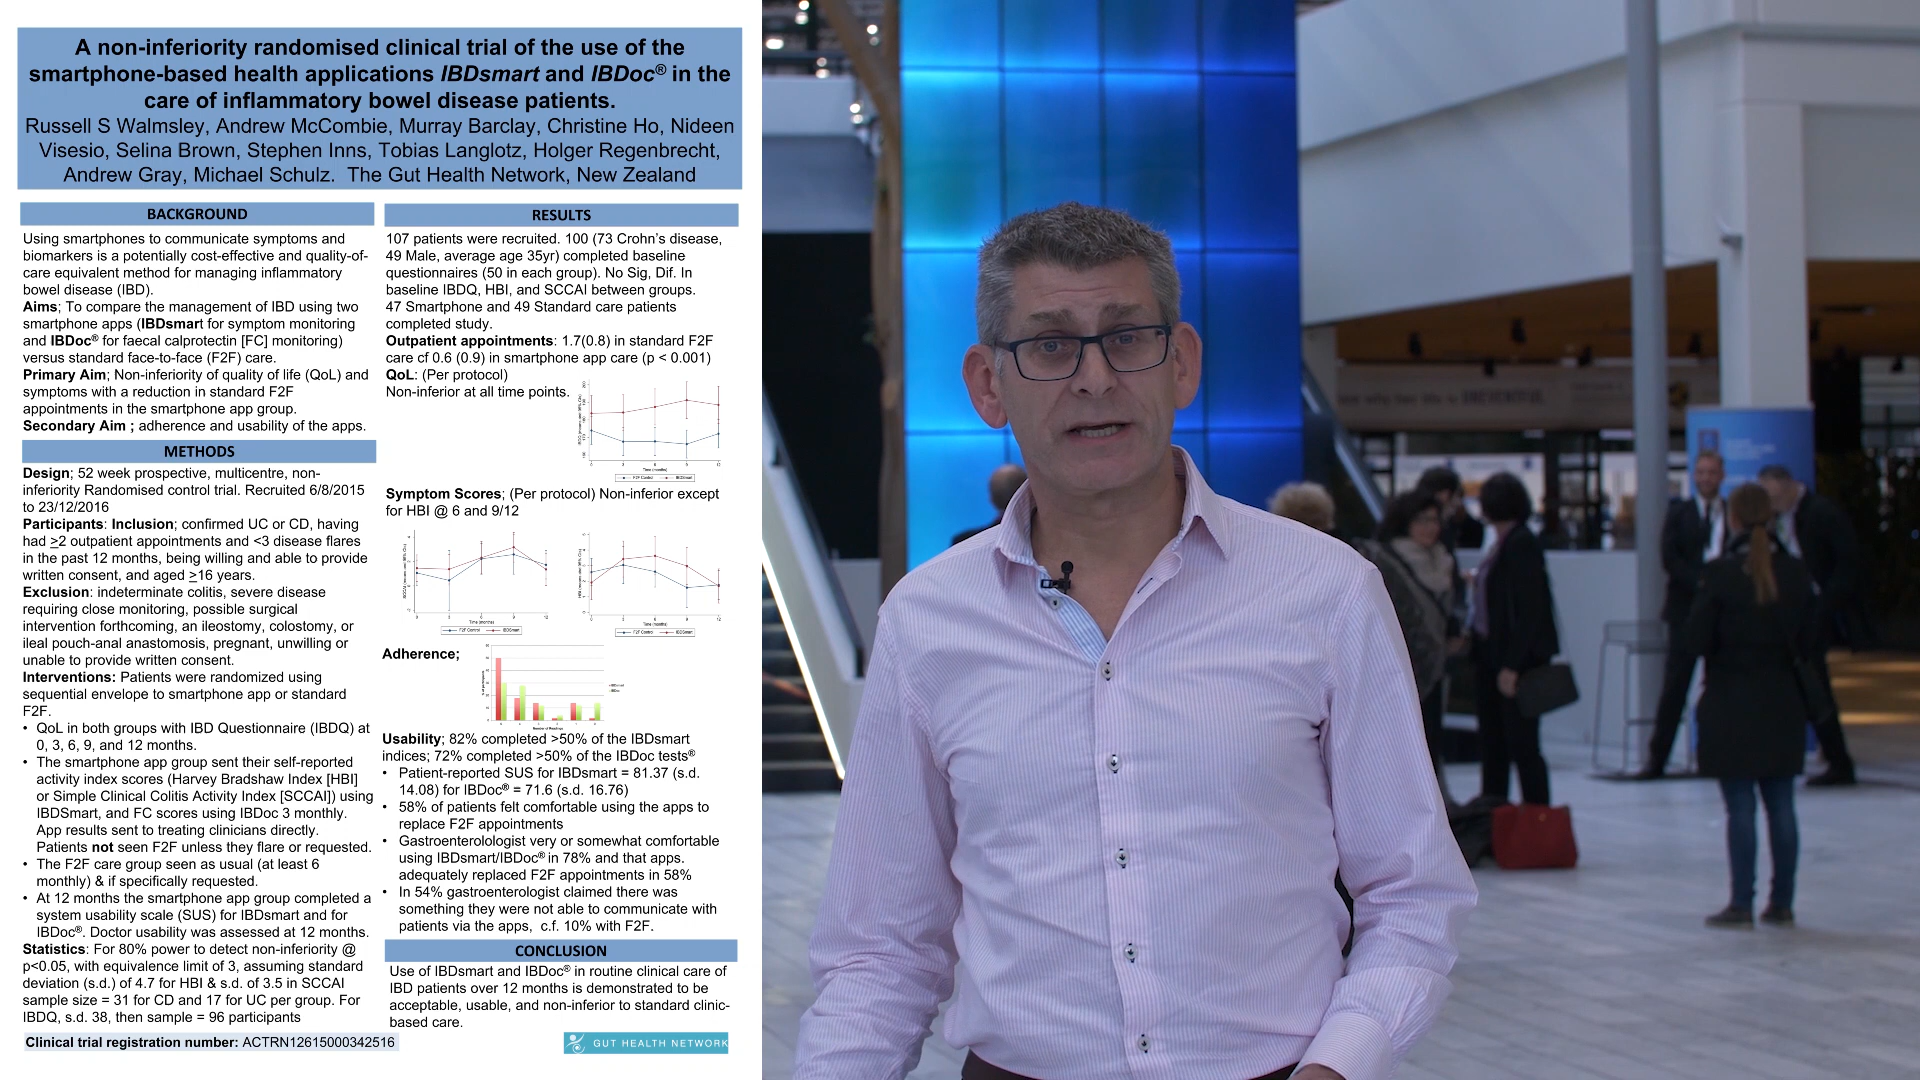 A non-inferiority randomised clinical trial of the use of the
smartphone-based health applications IBDsmart and IBDoc® in the
care of inflammatory bowel disease patients.
Russell S Walmsley, Andrew McCombie, Murray Barclay, Christine Ho, Nideen
Visesio, Selina Brown, Stephen Inns, Tobias Langlotz, Holger Regenbrecht,
Andrew Gray, Michael Schulz. The Gut Health Network, New Zealand
BACKGROUND
Using smartphones to communicate symptoms and
biomarkers is a potentially cost-effective and quality-of-
care equivalent method for managing inflammatory
bowel disease (IBD).
Aims; To compare the management of IBD using two
smartphone apps (IBDsmart for symptom monitoring
and IBDoc® for faecal calprotectin [FC] monitoring)
versus standard face-to-face (F2F) care.
Primary Aim; Non-inferiority of quality of life (QoL) and
symptoms with a reduction in standard F2F
appointments in the smartphone app group.
Secondary Aim ; adherence and usability of the apps.
METHODS
Design; 52 week prospective, multicentre, non-
inferiority Randomised control trial. Recruited 6/8/2015
to 23/12/2016
Participants: Inclusion; confirmed UC or CD, having
had >2 outpatient appointments and <3 disease flares
in the past 12 months, being willing and able to provide
written consent, and aged >16 years.
Exclusion: indeterminate colitis, severe disease
requiring close monitoring, possible surgical
intervention forthcoming, an ileostomy, colostomy, or
ileal pouch-anal anastomosis, pregnant, unwilling or
unable to provide written consent.
Interventions: Patients were randomized using
sequential envelope to smartphone app or standard
F2F.
• QoL in both groups with IBD Questionnaire (IBDQ) at
0, 3, 6, 9, and 12 months.
• The smartphone app group sent their self-reported
activity index scores (Harvey Bradshaw Index [HBI]
or Simple Clinical Colitis Activity Index [SCCAI]) using
IBDSmart, and FC scores using IBDoc 3 monthly.
App results sent to treating clinicians directly.
Patients not seen F2F unless they flare or requested.
• The F2F care group seen as usual (at least 6
monthly) & if specifically requested.
• At 12 months the smartphone app group completed a
system usability scale (SUS) for IBDsmart and for
IBDoc®. Doctor usability was assessed at 12 months.
Statistics: For 80% power to detect non-inferiority @
p<0.05, with equivalence limit of 3, assuming standard
deviation (s.d.) of 4.7 for HBI & s.d. of 3.5 in SCCAI
sample size = 31 for CD and 17 for UC per group. For
IBDQ, s.d. 38, then sample = 96 participants
Clinical trial registration number: ACTRN12615000342516
RESULTS
107 patients were recruited. 100 (73 Crohn's disease,
49 Male, average age 35yr) completed baseline
questionnaires (50 in each group). No Sig, Dif. In
baseline IBDQ, HBI, and SCCAI between groups.
47 Smartphone and 49 Standard care patients
completed study.
Outpatient appointments: 1.7(0.8) in standard F2F
care cf 0.6 (0.9) in smartphone app care (p < 0.001)
QoL: (Per protocol)
Non-inferior at all time points.
Time (months)
F2F Control IBDSmart
Symptom Scores; (Per protocol) Non-inferior except
for HBI @ 6 and 9/12
Time (months)
F2F Control IBDSmart
Time (months)
F2F Control IBDSmart
Adherence;
Usability; 82% completed >50% of the IBDsmart
indices; 72% completed >50% of the IBDoc tests®
• Patient-reported SUS for IBDsmart = 81.37 (s.d.
14.08) for IBDoc® = 71.6 (s.d. 16.76)
• 58% of patients felt comfortable using the apps to
replace F2F appointments
• Gastroenterolologist very or somewhat comfortable
using IBDsmart/IBDoc® in 78% and that apps.
adequately replaced F2F appointments in 58%
• In 54% gastroenterologist claimed there was
something they were not able to communicate with
patients via the apps, c.f. 10% with F2F.
CONCLUSION
Use of IBDsmart and IBDoc® in routine clinical care of
IBD patients over 12 months is demonstrated to be
acceptable, usable, and non-inferior to standard clinic-
based care.
GUT HEALTH NETWORK